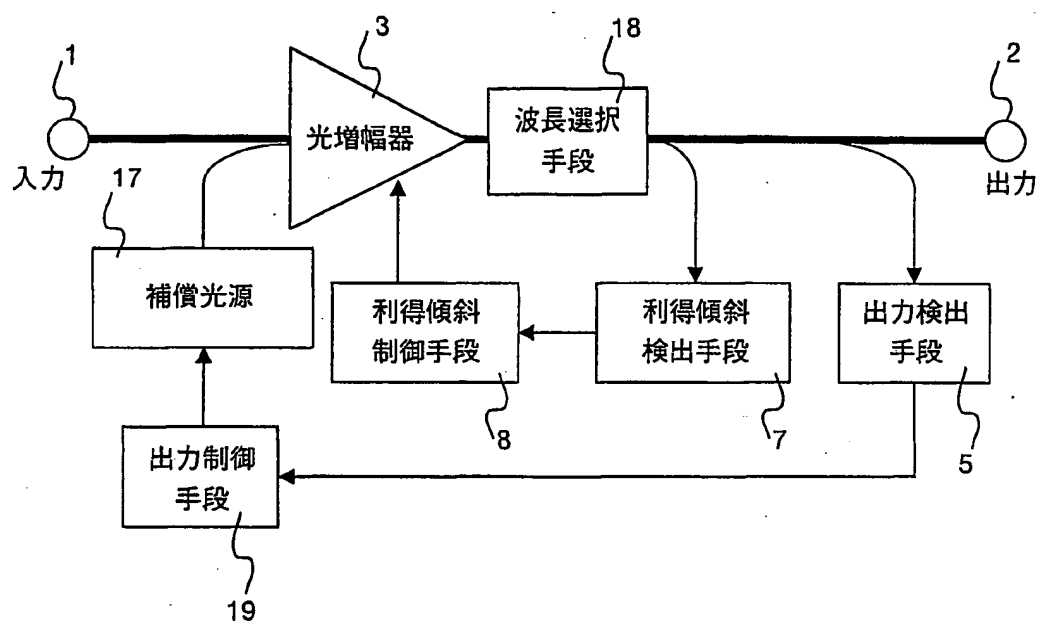 3
18
1
2
光増幅器
波長選択
手段
入力
出力
17
補償光源
利得傾斜
制御手段
利得傾斜
検出手段
出力検出
手段
8
7
5
出力制御
手段
19